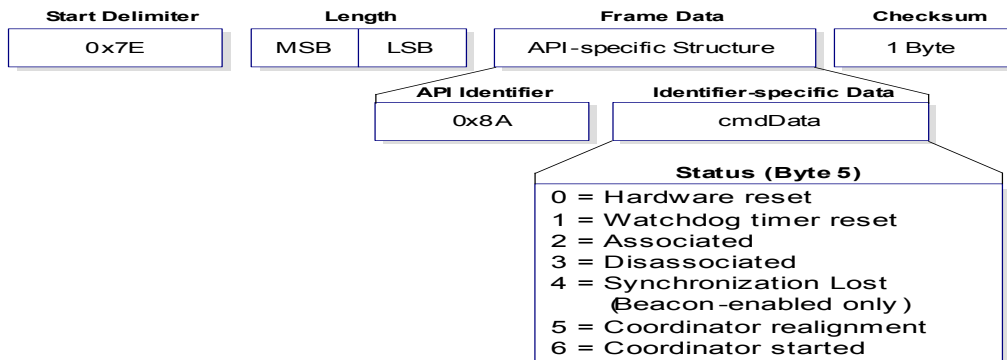 Start Delimiter Length Frame Data Checksum
0x7E MSB LSB API-specific Structure 1 Byte
API Identifier Identifier-specific Data
0x8A cmdData
Status (Byte 5)
0 = Hardware reset
1 = Watchdog timer reset
2 = Associated
3 = Disassociated
4 = Synchronization Lost
(Beacon-enabled only)
5 = Coordinator realignment
6 = Coordinator started